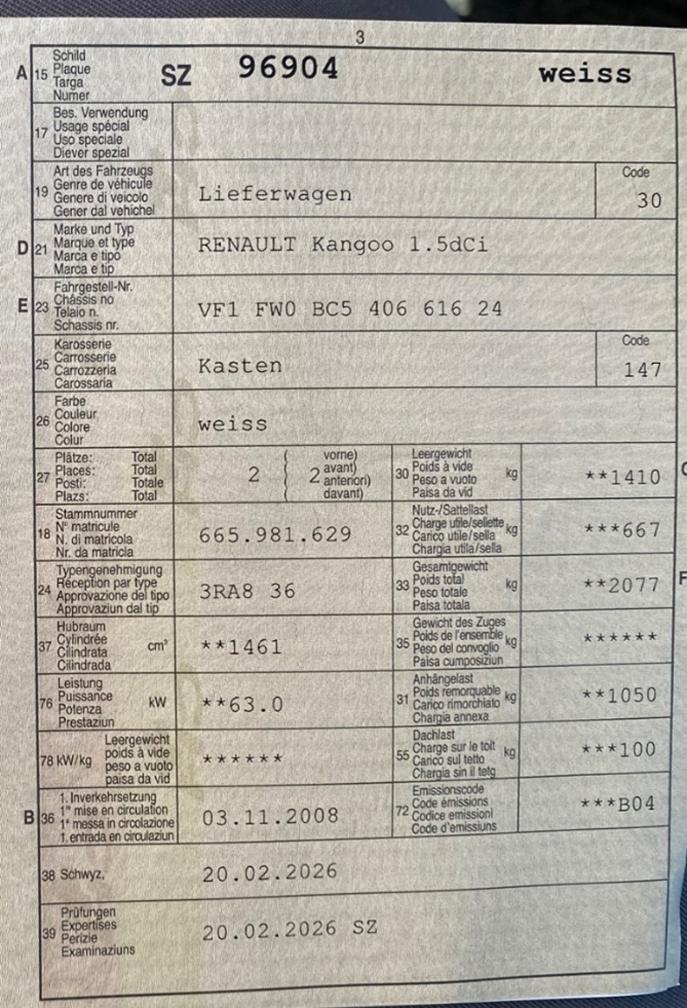 3
A 15 Schild
Plaque
Targa
Numer
SZ 96904 weiss
17 Bes. Verwendung
Usage spécial
Uso speciale
Diever spezial
19 Art des Fahrzeugs
Genre de véhicule
Genere di veicolo
Gener dal vehichel
Lieferwagen
Code
30
D 21 Marke und Typ
Marque et type
Marca e tipo
Marca e tip
RENAULT Kangoo 1.5dCi
E 23 Fahrgestell-Nr.
Châssis no
Telaio n.
Schassis nr.
VF1 FW0 BC5 406 616 24
25 Karosserie
Carrosserie
Carrozzeria
Carossaria
Kasten
Code
147
26 Farbe
Couleur
Colore
Colur
weiss
27 Plätze: Total
Places: Total
Posti: Totale
Plazs: Total
2 ( 2 vorne)
avant)
anteriori)
davant)
30 Leergewicht
Poids à vide
Peso a vuoto
Paisa da vid
kg
**1410
18 Stammnummer
N° matricule
N. di matricola
Nr. da matricla
665.981.629
32 Nutz-/Sattellast
Charge utile/sellette
Carico utile/sella
Chargia utila/sella
kg
***667
24 Typengenehmigung
Réception par type
Approvazione del tipo
Approvaziun dal tip
3RA8 36
33 Gesamtgewicht
Poids total
Peso totale
Paisa totala
kg
**2077
F
37 Hubraum
Cylindrée
Cilindrata
Cilindrada
cm³
**1461
35 Gewicht des Zuges
Poids de l'ensemble
Peso del convoglio
Paisa cumposiziun
kg
******
76 Leistung
Puissance
Potenza
Prestaziun
kW
**63.0
31 Anhängelast
Poids remorquable
Carico rimorchiato
Chargia annexa
kg
**1050
78 kW/kg Leergewicht
poids à vide
peso a vuoto
paisa da vid
******
55 Dachlast
Charge sur le toit
Carico sul tetto
Chargia sin il tetg
kg
***100
B 36 1. Inverkehrsetzung
1re mise en circulation
1a messa in circolazione
1. entrada en circulaziun
03.11.2008
72 Emissionscode
Code émissions
Codice emissioni
Code d'emissiuns
***B04
38 Schwyz,
20.02.2026
39 Prüfungen
Expertises
Perizie
Examinaziuns
20.02.2026 SZ